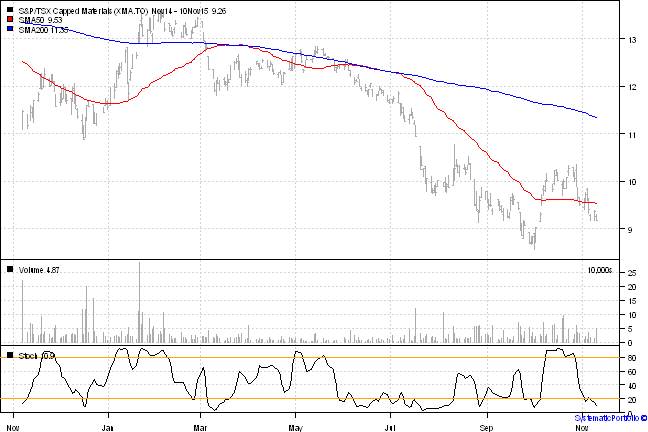 S&P/TSX Capped Materials (XMA.TO) Nov14 - 10Nov15 9.26
SMA50 9.53
SMA200 11.35
13
12
11
10
9
Volume 4.87
10,000s
25
20
15
10
5
0
Stoch 10.9
80
60
40
20
0
Nov Jan Mar May Jul Sep Nov
SystematicPortfolio ©